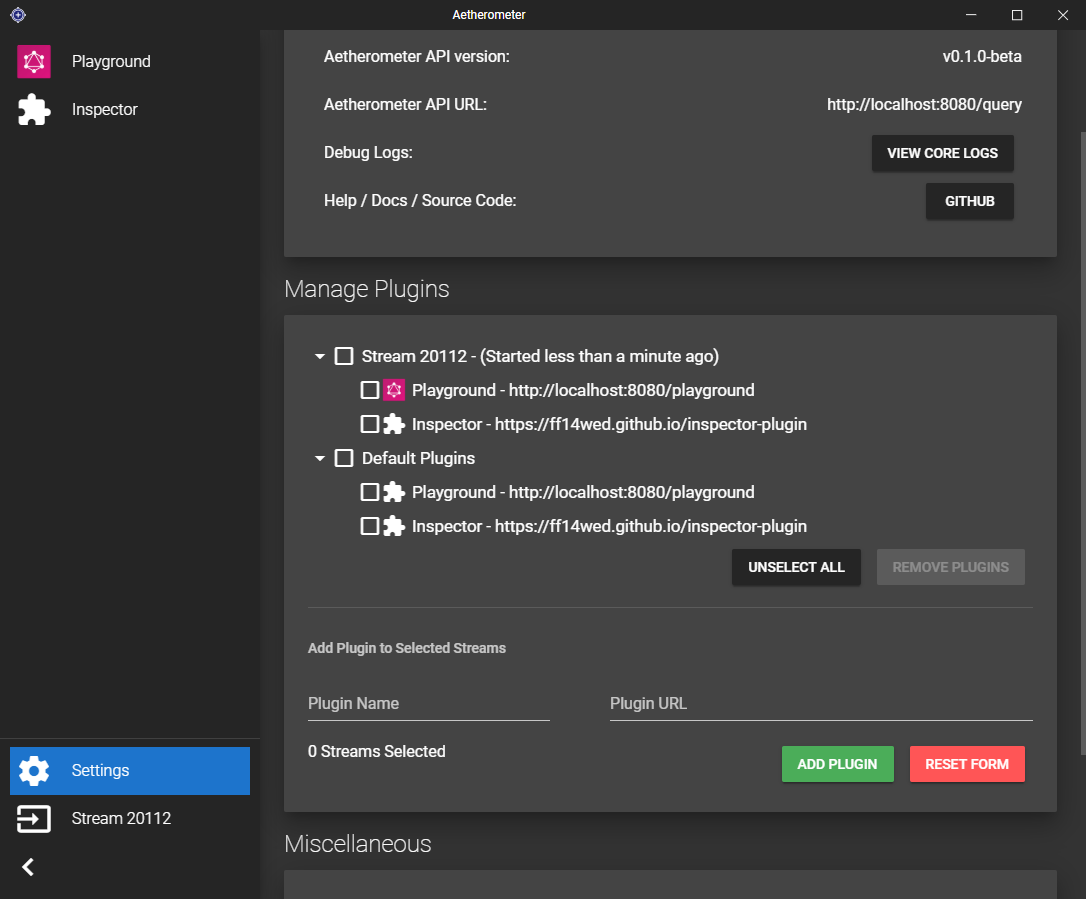 Aetherometer
Playground
Inspector
Aetherometer API version: v0.1.0-beta
Aetherometer API URL: http://localhost:8080/query
Debug Logs: VIEW CORE LOGS
Help / Docs / Source Code: GITHUB
Manage Plugins
Stream 20112 - (Started less than a minute ago)
Playground - http://localhost:8080/playground
Inspector - https://ff14wed.github.io/inspector-plugin
Default Plugins
Playground - http://localhost:8080/playground
Inspector - https://ff14wed.github.io/inspector-plugin
UNSELECT ALL REMOVE PLUGINS
Add Plugin to Selected Streams
Plugin Name Plugin URL
0 Streams Selected
ADD PLUGIN RESET FORM
Miscellaneous
Settings
Stream 20112